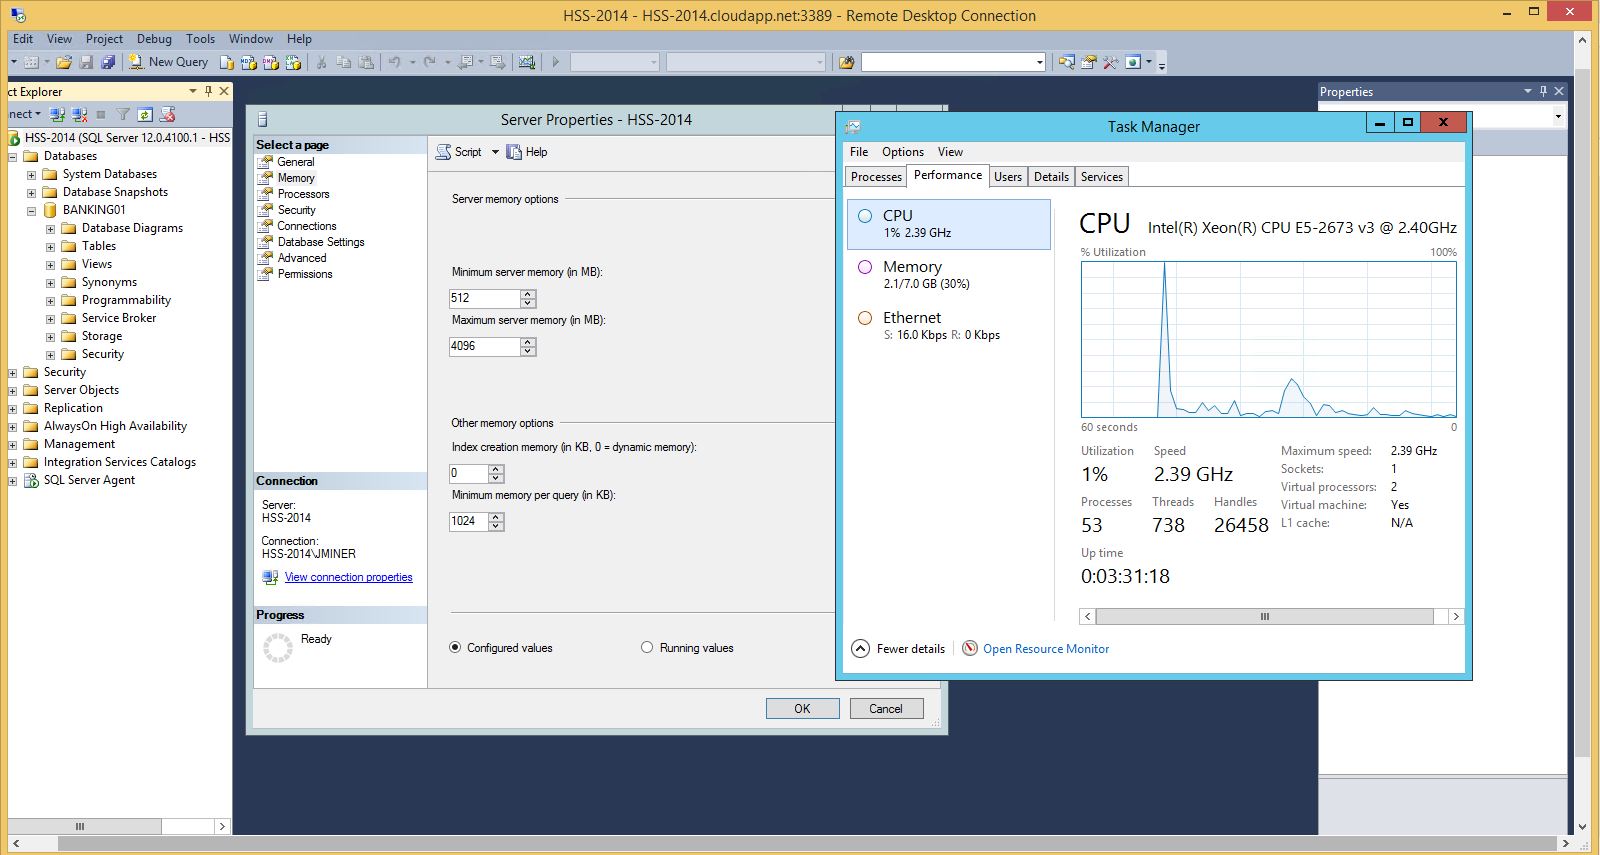 HSS-2014 - HSS-2014.cloudapp.net:3389 - Remote Desktop Connection
Edit View Project Debug Tools Window Help
New Query
ct Explorer
nect
HSS-2014 (SQL Server 12.0.4100.1 - HSS
Databases
System Databases
Database Snapshots
BANKING01
Database Diagrams
Tables
Views
Synonyms
Programmability
Service Broker
Storage
Security
Security
Server Objects
Replication
AlwaysOn High Availability
Management
Integration Services Catalogs
SQL Server Agent
Server Properties - HSS-2014
Select a page
General
Memory
Processors
Security
Connections
Database Settings
Advanced
Permissions
Connection
Server:
HSS-2014
Connection:
HSS-2014\JMINER
View connection properties
Progress
Ready
Script Help
Server memory options
Minimum server memory (in MB):
512
Maximum server memory (in MB):
4096
Other memory options
Index creation memory (in KB, 0 = dynamic memory):
0
Minimum memory per query (in KB):
1024
Configured values Running values
OK Cancel
Properties
Task Manager
File Options View
Processes Performance Users Details Services
CPU
1% 2.39 GHz
Memory
2.1/7.0 GB (30%)
Ethernet
S: 16.0 Kbps R: 0 Kbps
CPU Intel(R) Xeon(R) CPU E5-2673 v3 @ 2.40GHz
% Utilization 100%
60 seconds 0
Utilization Speed
1% 2.39 GHz
Processes Threads Handles
53 738 26458
Up time
0:03:31:18
Maximum speed: 2.39 GHz
Sockets: 1
Virtual processors: 2
Virtual machine: Yes
L1 cache: N/A
Fewer details Open Resource Monitor